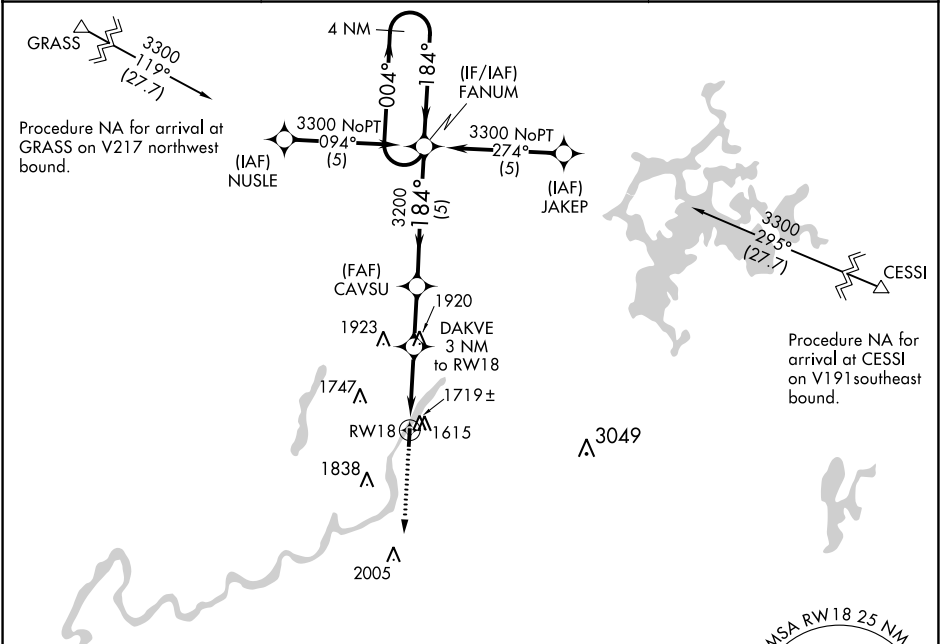 GRASS
3300
119°
(27.7)
Procedure NA for arrival at
GRASS on V217 northwest
bound.
4 NM
004°
184°
(IF/IAF)
FANUM
3300 NoPT
094°
(5)
(IAF)
NUSLE
3300 NoPT
274°
(5)
(IAF)
JAKEP
3200
184°
(5)
3300
295°
(27.7)
CESSI
Procedure NA for
arrival at CESSI
on V191southeast
bound.
(FAF)
CAVSU
1920
1923
DAKVE
3 NM
to RW18
1747
1719±
RW18
1615
3049
1838
2005
MSA RW18 25 NM